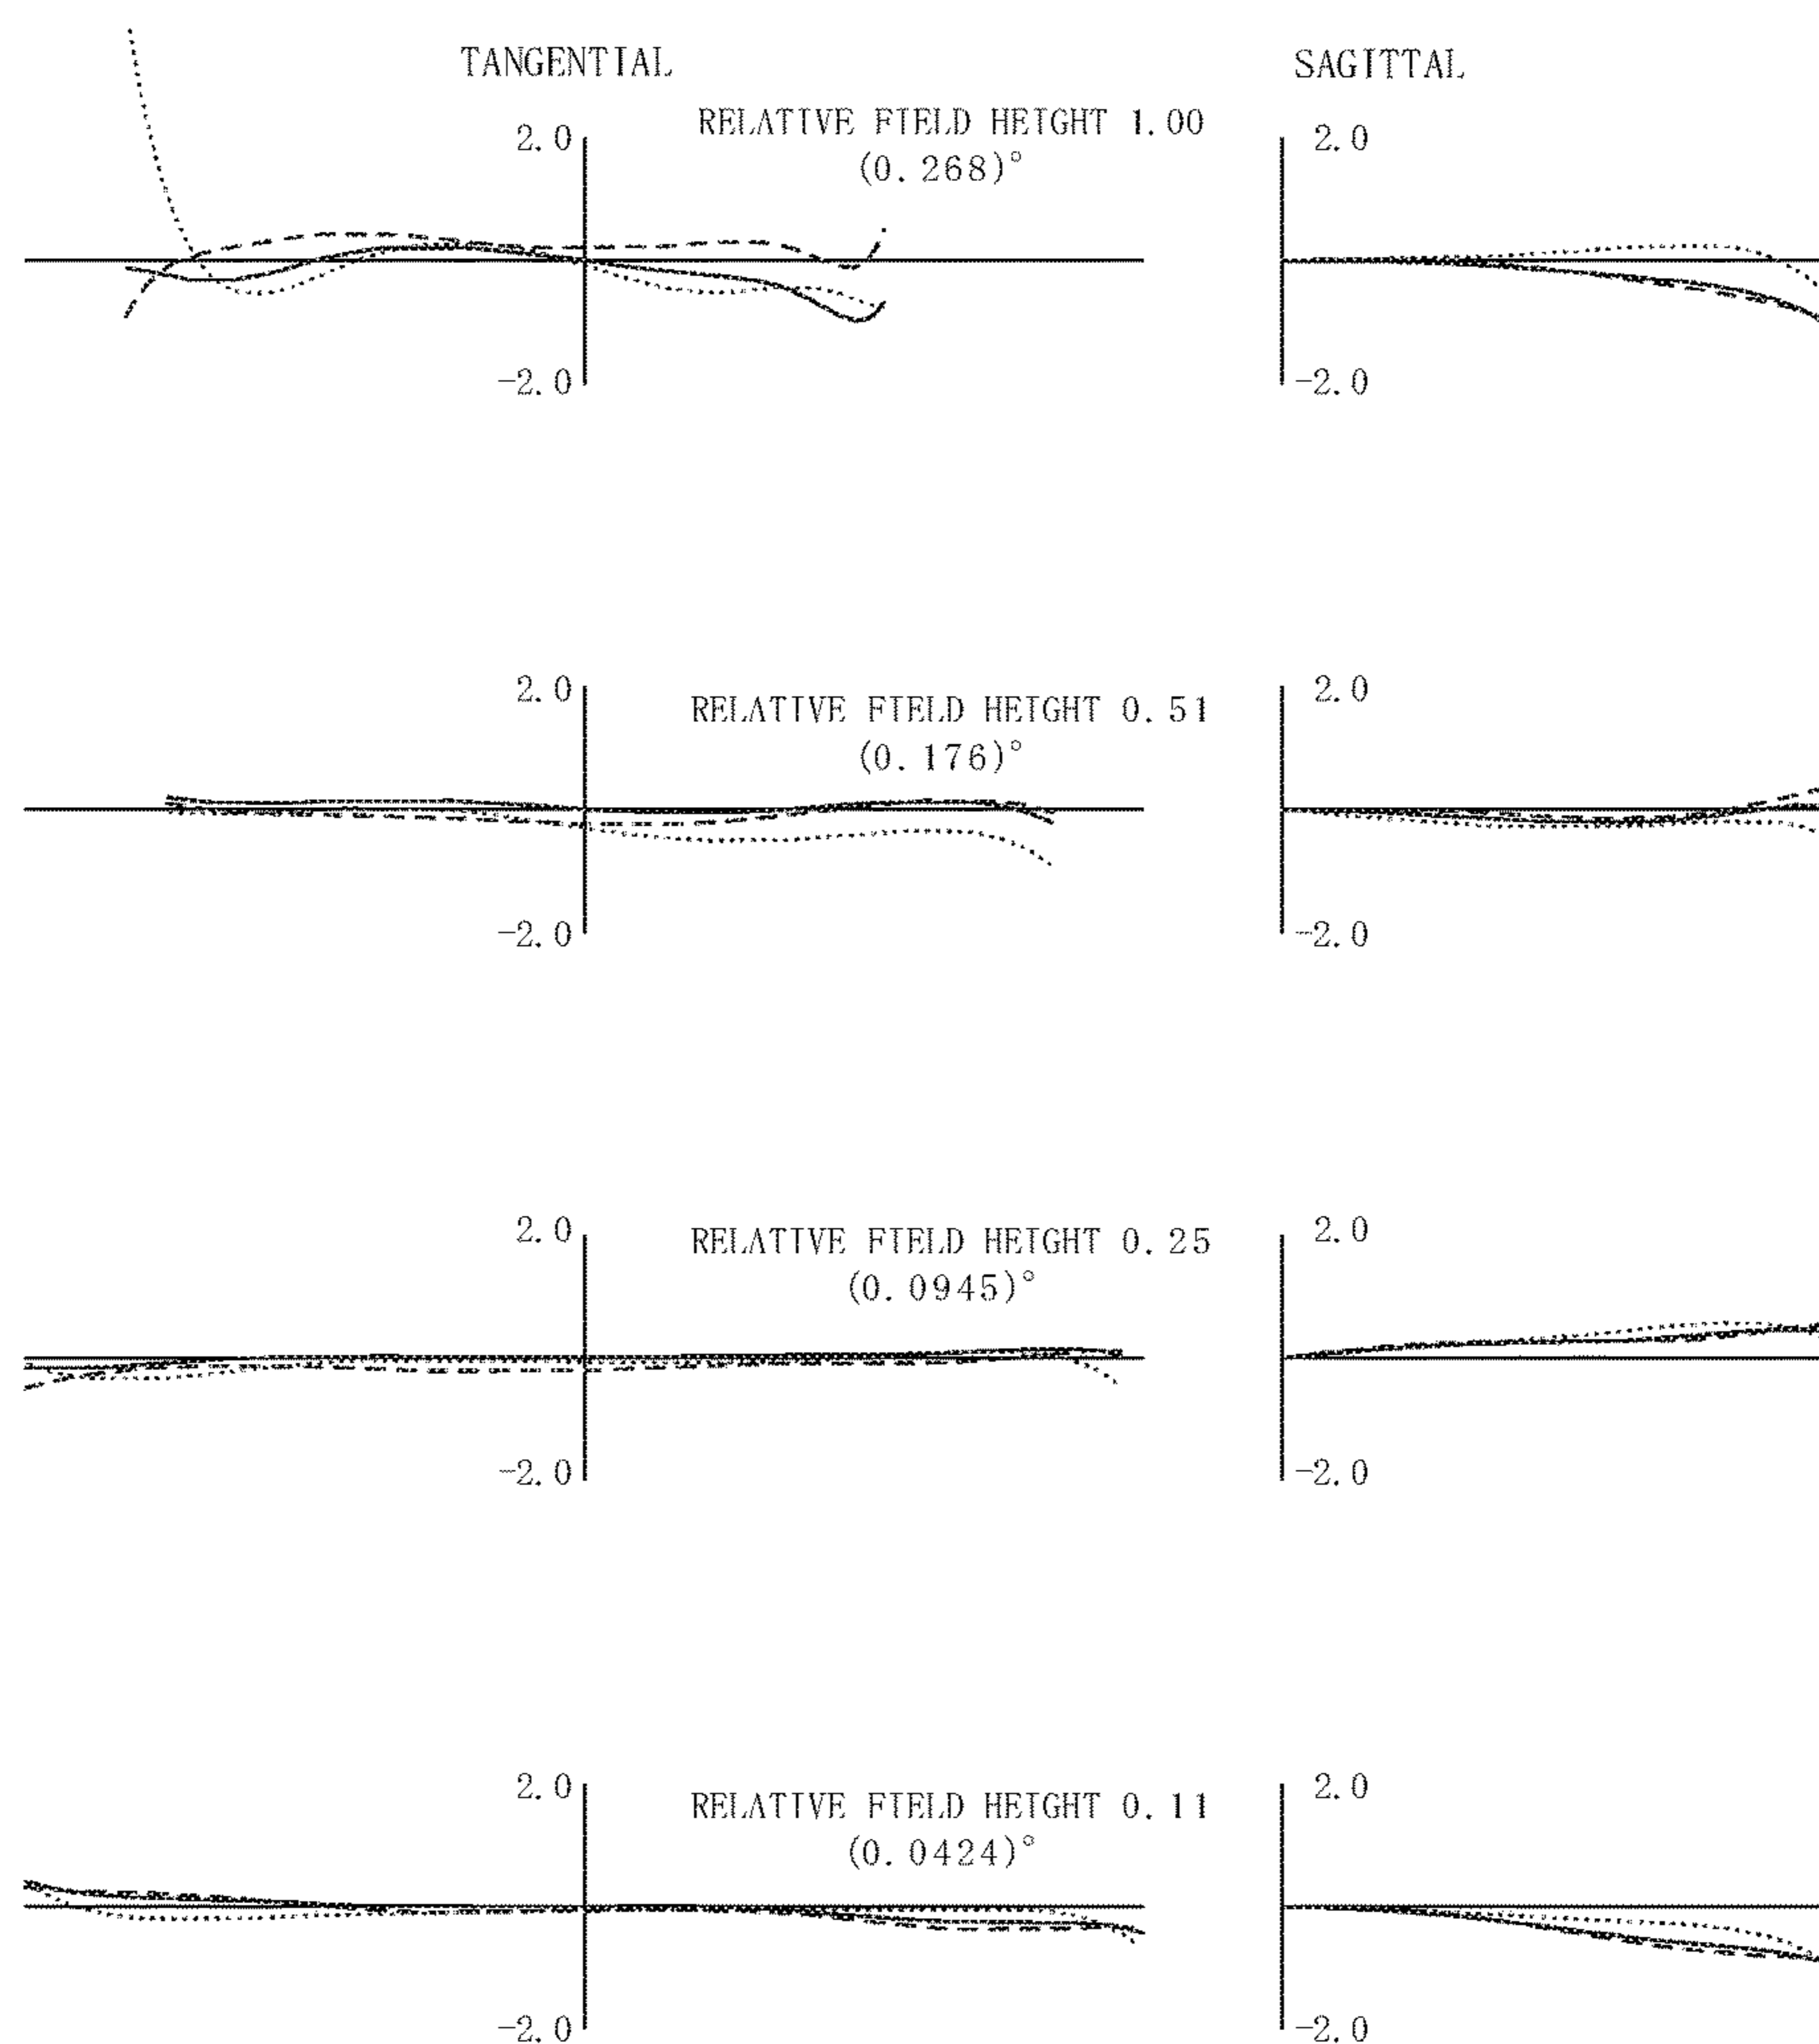 TANGENTIAL SAGITTAL
RELATIVE FIELD HEIGHT 1.00
2.0 2.0
(0.268)°
-2.0 -2.0
2.0 2.0
RELATIVE FIELD HEIGHT 0.51
(0.176)°
-2.0 -2.0
2.0 2.0
RELATIVE FIELD HEIGHT 0.25
(0.0945)°
-2.0 -2.0
2.0 2.0
RELATIVE FIELD HEIGHT 0.11
(0.0424)°
-2.0 -2.0